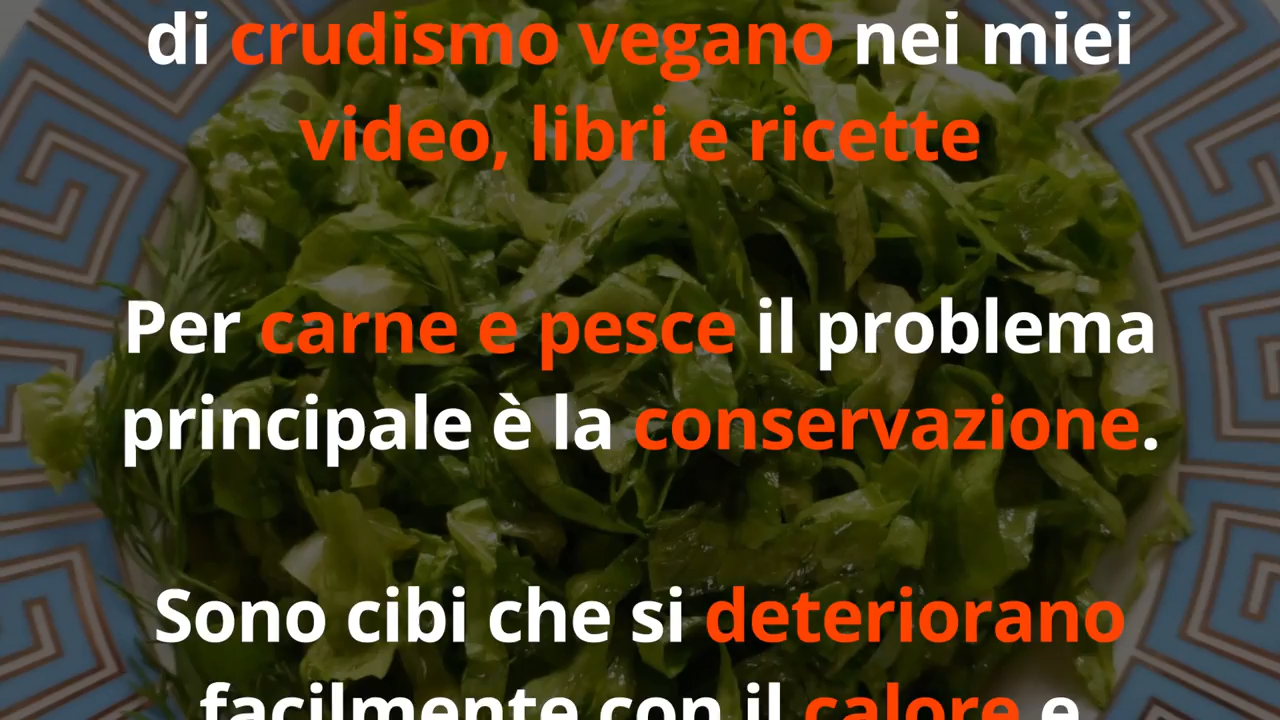 di crudismo vegano nei miei
video, libri e ricette
Per carne e pesce il problema
principale è la conservazione.
Sono cibi che si deteriorano
facilmente con il calore e